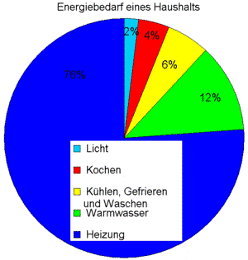 Energiebedarf eines Haushalts
2%
4%
6%
12%
76%
Licht
Kochen
Kühlen, Gefrieren
und Waschen
Warmwasser
Heizung